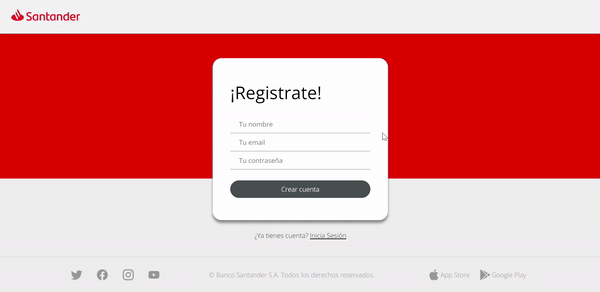 Santander
¡Registrate!
Tu nombre
Tu email
Tu contraseña
Crear cuenta
¿Ya tienes cuenta? Inicia Sesión
© Banco Santander S.A. Todos los derechos reservados.
App Store
Google Play